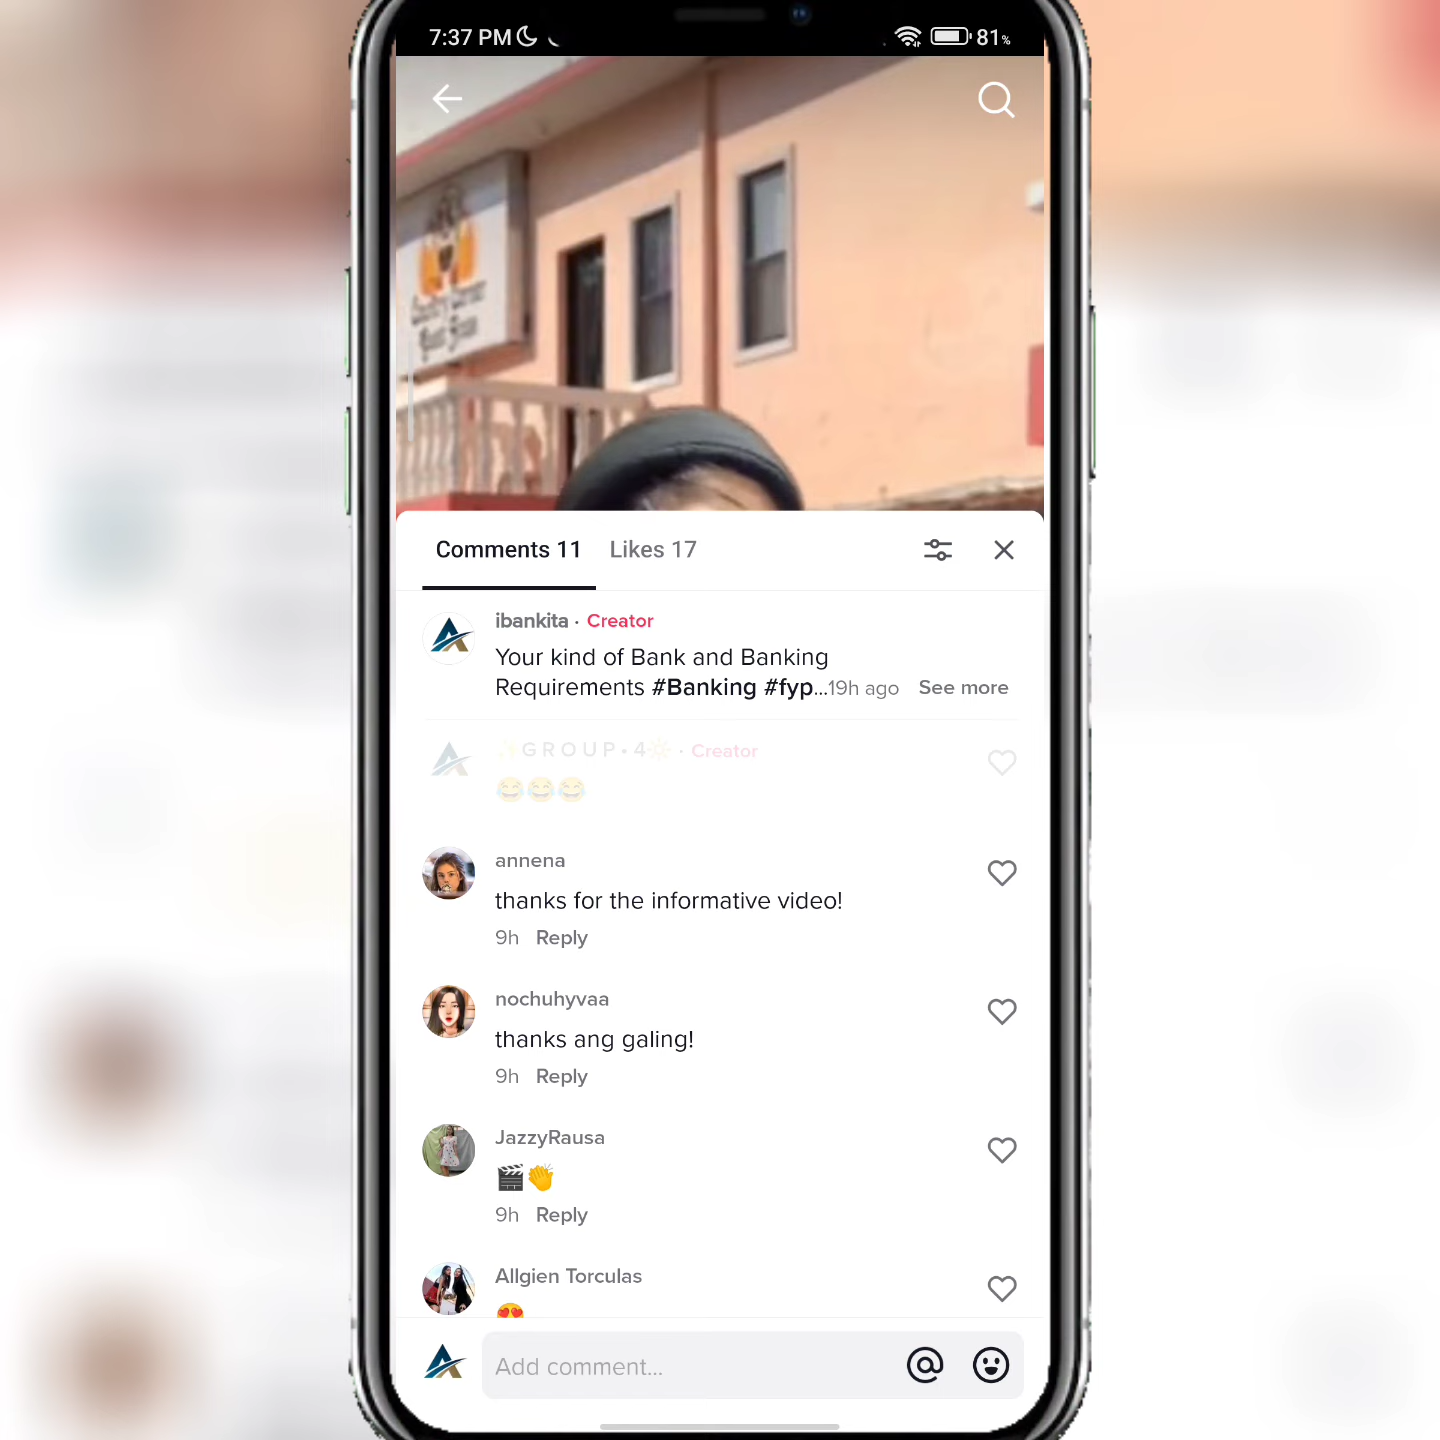 7:37 PM
81%
Comments 11 Likes 17
ibankita · Creator
Your kind of Bank and Banking
Requirements #Banking #fyp...19h ago See more
✨G R O U P • 4🔆 · Creator
😂😂😂
annena
thanks for the informative video!
9h Reply
nochuhyvaa
thanks ang galing!
9h Reply
JazzyRausa
🎬👏
9h Reply
Allgien Torculas
😍
Add comment...